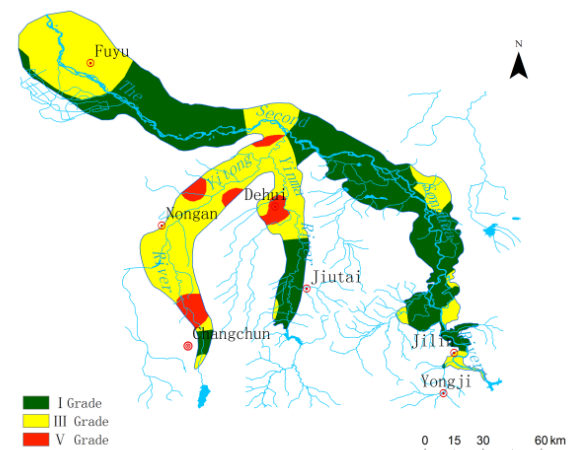 Fuyu
N
The
Second
Songhua
Yitong
Yinma
Dehui
Nongan
River
River
Jiutai
Changchun
Jilin
Yongji
I Grade
III Grade
V Grade
0 15 30 60 km